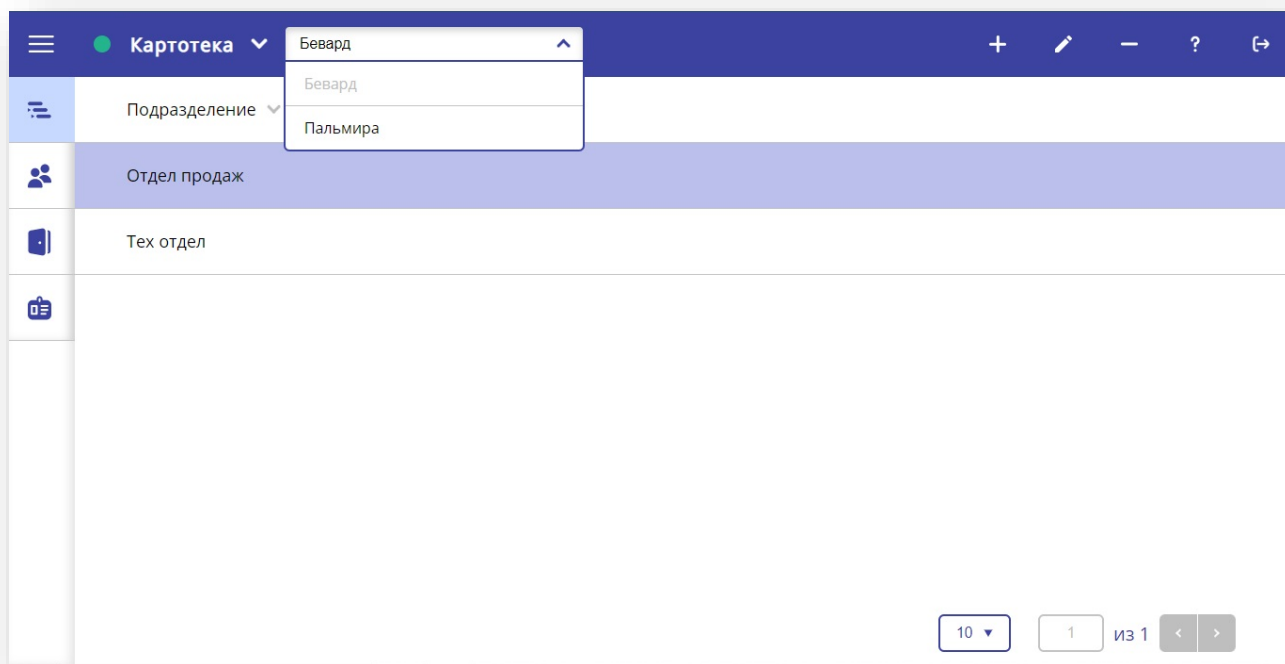 Картотека
Бевард
?
Бевард
Подразделение
Пальмира
Отдел продаж
Тех отдел
10
1 из 1